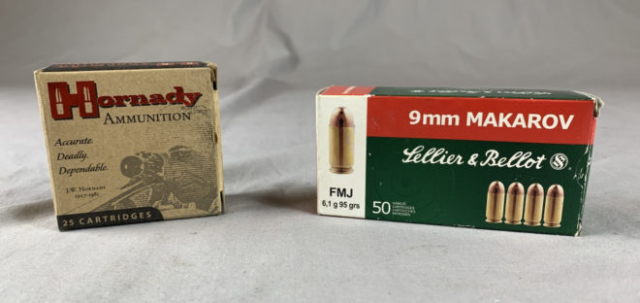 Hornady
AMMUNITION
Accurate.
Deadly.
Dependable.
25 CARTRIDGES
9mm MAKAROV
Sellier & Bellot
FMJ
6,1 g 95 grs
50